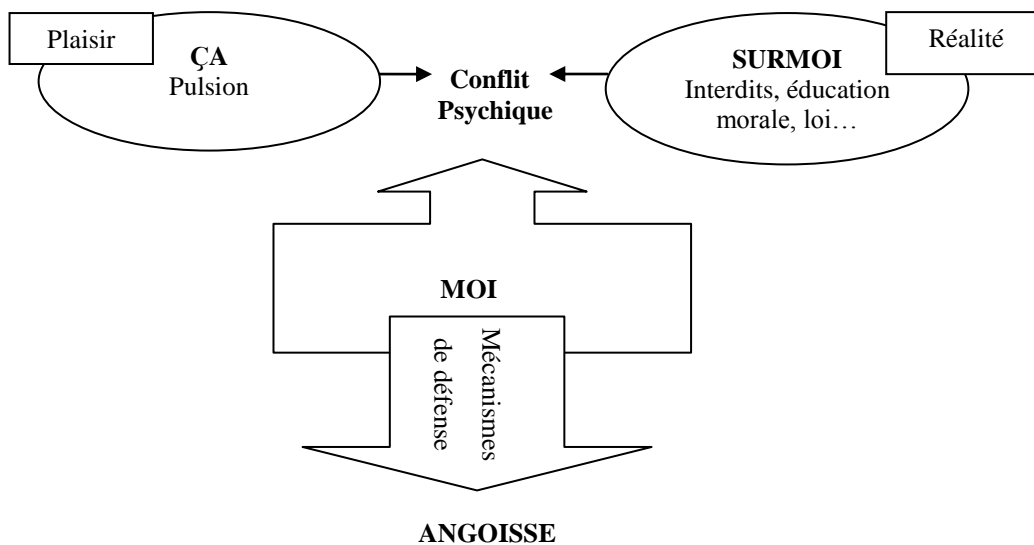 Plaisir
ÇA
Pulsion
Conflit
Psychique
Réalité
SURMOI
Interdits, éducation
morale, loi…
MOI
Mécanismes
de défense
ANGOISSE